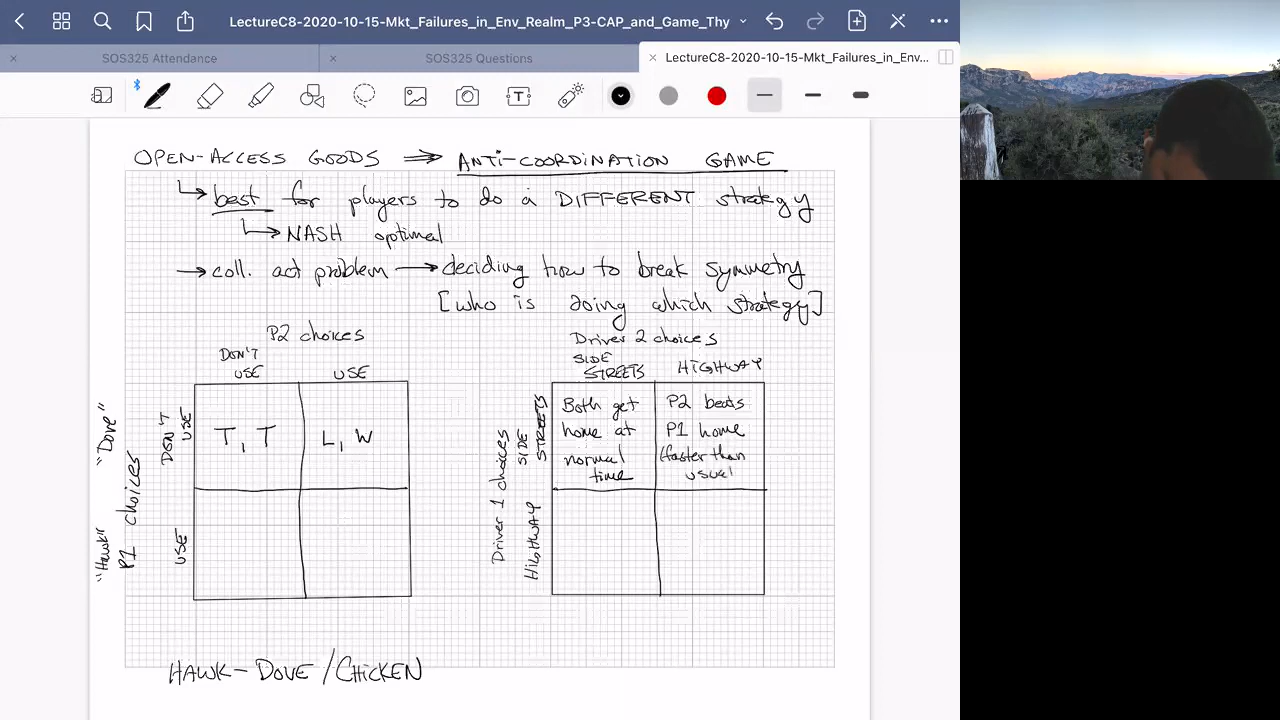 LectureC8-2020-10-15-Mkt_Failures_in_Env_Realm_P3-CAP_and_Game_Thy
SOS325 Attendance
SOS325 Questions
LectureC8-2020-10-15-Mkt_Failures_in_Env...
T
OPEN-ACCESS GOODS ⇒ ANTI-COORDINATION GAME
↳ best for players to do a DIFFERENT strategy
↳ NASH optimal
→ coll. act problem → deciding how to break symmetry
[who is doing which strategy]
P2 choices
DON'T
USE
USE
"Dove"
"Hawk"
P1 choices
DON'T
USE
USE
T, T
L, W
Driver 2 choices
SIDE
STREETS
HIGHWAY
Driver 1 choices
SIDE
STREETS
HIGHWAY
Both get
home at
normal
time
P2 beats
P1 home
(faster than
usual
HAWK-DOVE/CHICKEN